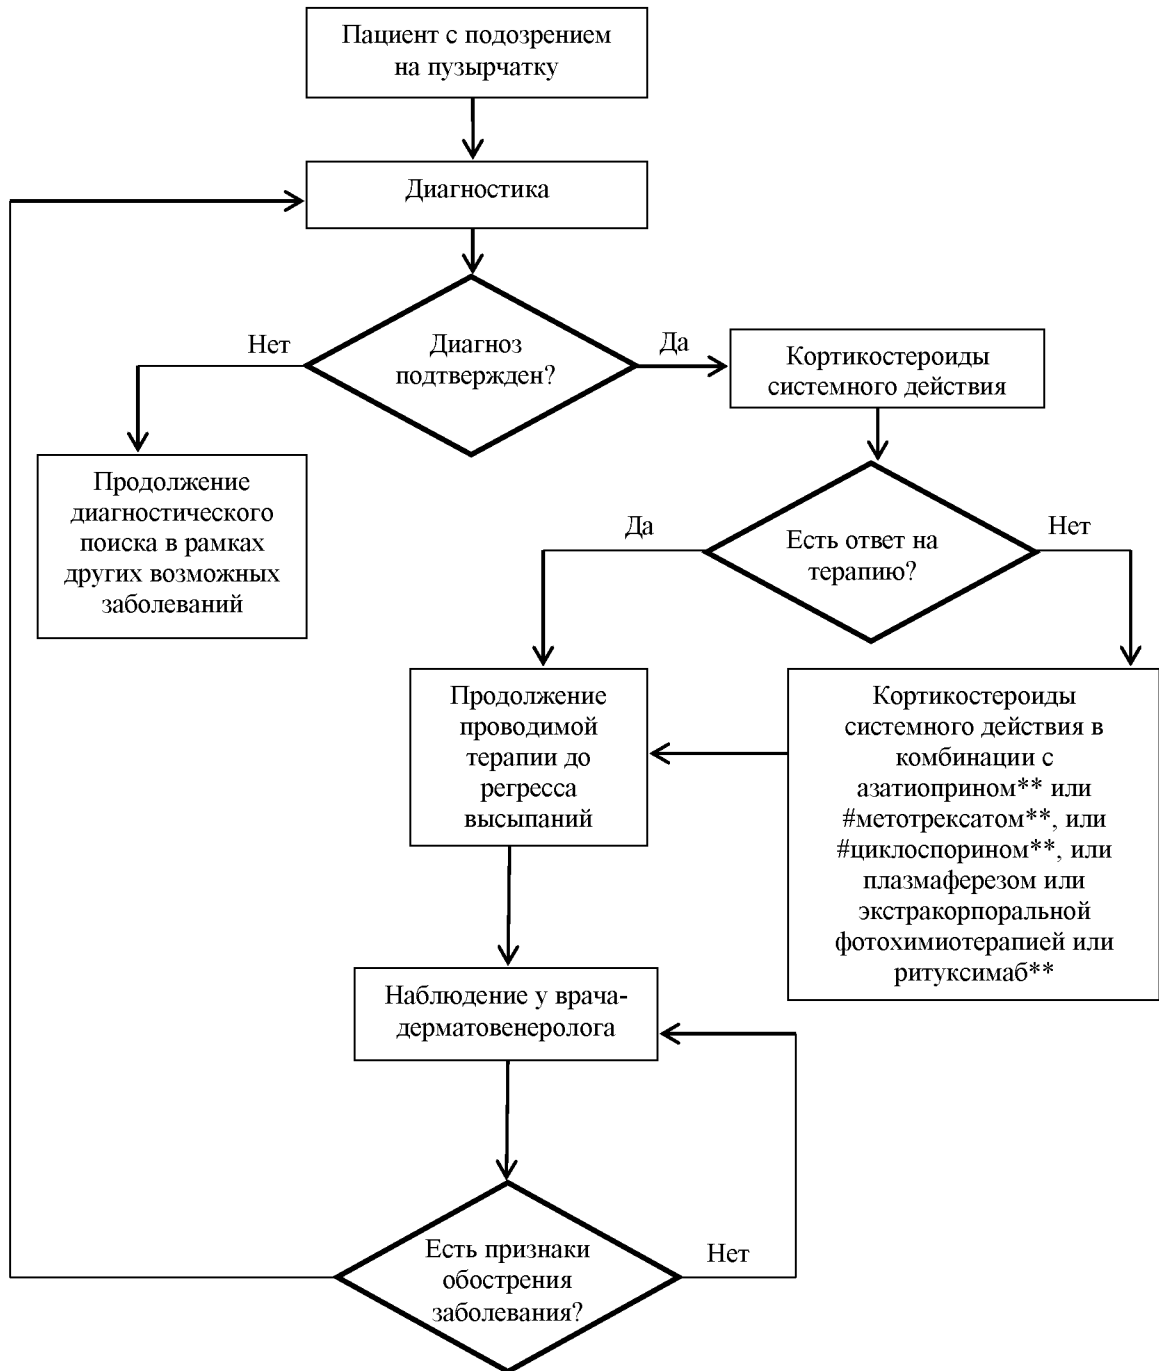 Пациент с подозрением
на пузырчатку
Диагностика
Нет
Диагноз
подтвержден?
Да
Кортикостероиды
системного действия
Продолжение
диагностического
поиска в рамках
других возможных
заболеваний
Да
Есть ответ на
терапию?
Нет
Продолжение
проводимой
терапии до
регресса
высыпаний
Кортикостероиды
системного действия в
комбинации с
азатиоприном** или
#метотрексатом**, или
#циклоспорином**, или
плазмаферезом или
экстракорпоральной
фотохимиотерапией или
ритуксимаб**
Наблюдение у врача-
дерматовенеролога
Есть признаки
обострения
заболевания?
Нет